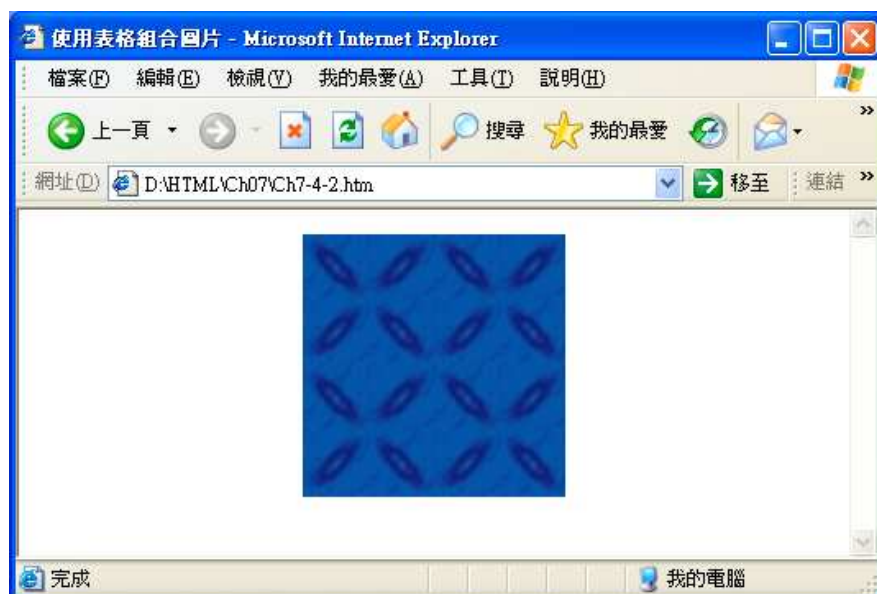 使用表格組合圖片 - Microsoft Internet Explorer
檔案(F) 編輯(E) 檢視(V) 我的最愛(A) 工具(T) 說明(H)
上一頁 搜尋 我的最愛 »
網址(D) D:\HTML\Ch07\Ch7-4-2.htm 移至 連結 »
完成 我的電腦